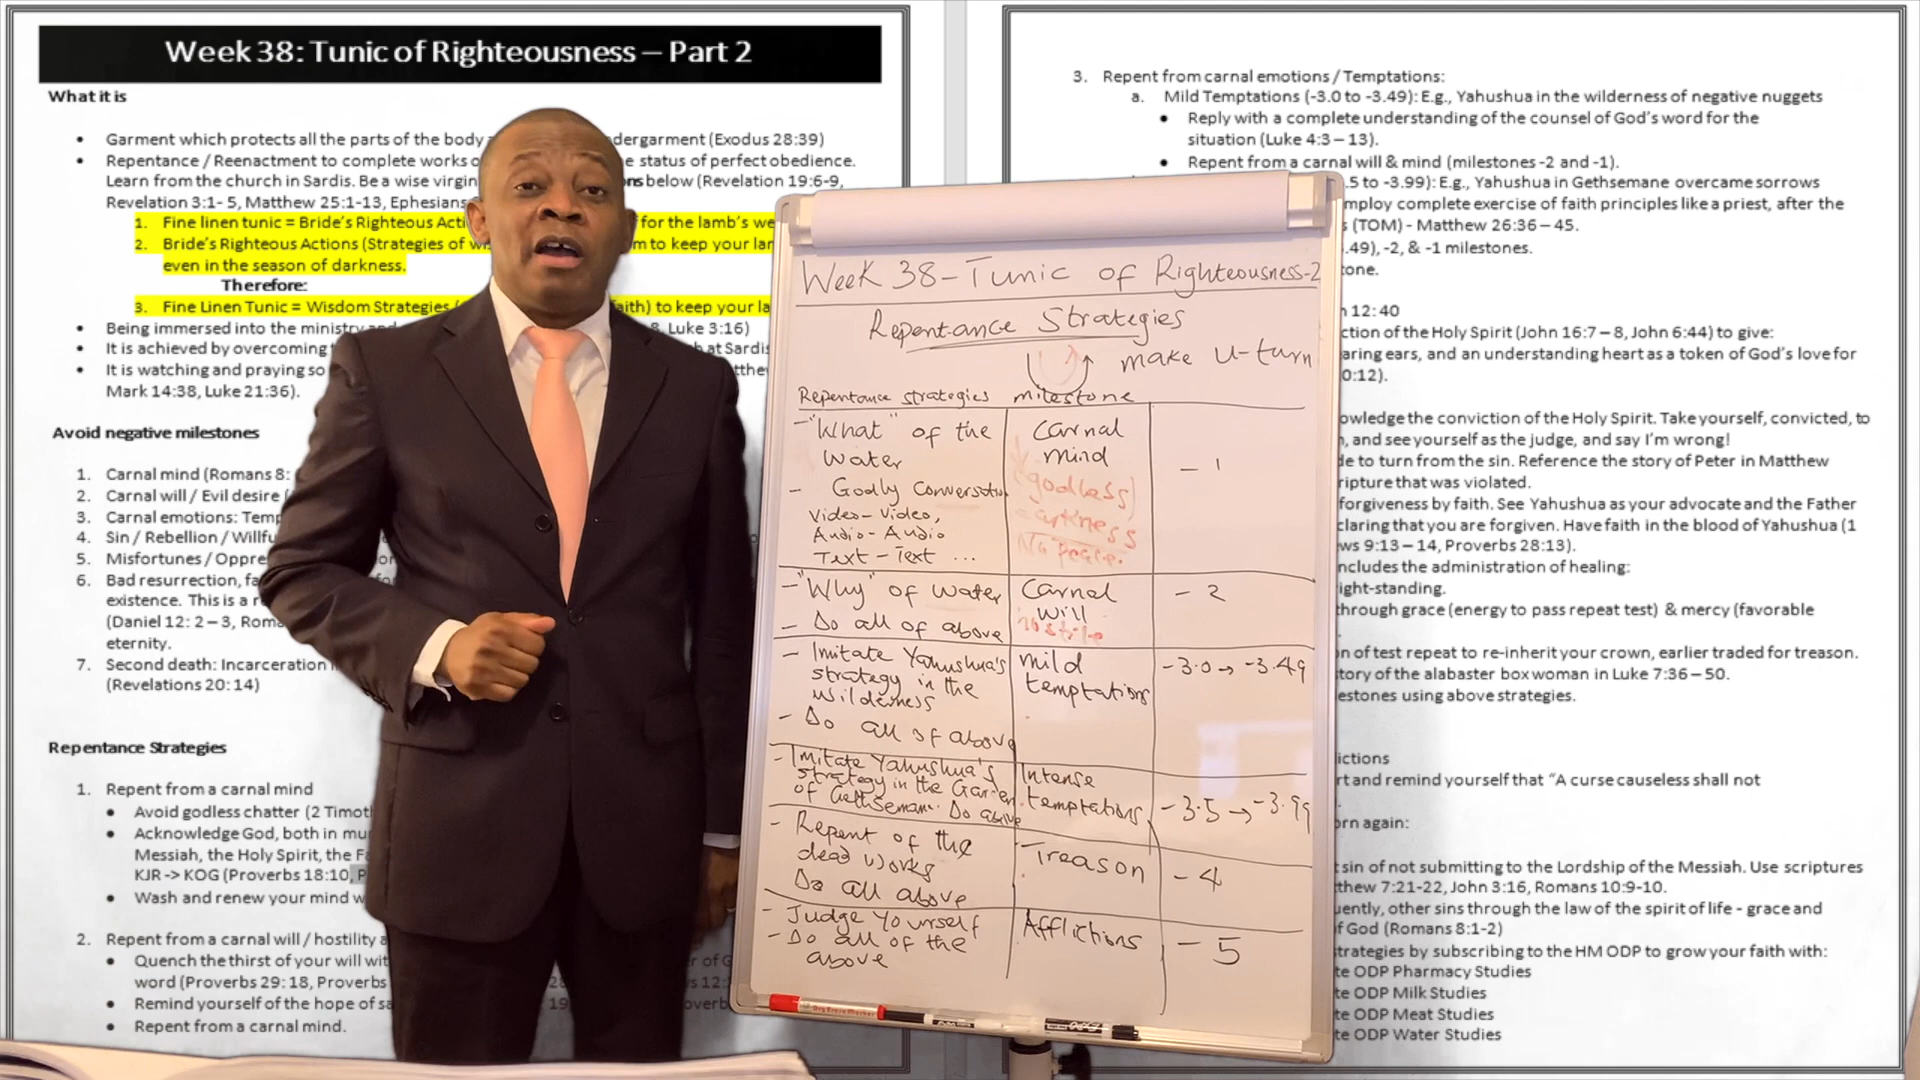 Week 38: Tunic of Righteousness – Part 2
What it is
Garment which protects all the parts of the body
dergarment (Exodus 28:39)
Repentance / Reenactment to complete works
e status of perfect obedience.
Learn from the church in Sardis. Be a wise virgin
below (Revelation 19:6-9,
Revelation 3:1- 5, Matthew 25:1-13, Ephesians
1. Fine linen tunic = Bride's Righteous Acti
for the lamb's we
2. Bride's Righteous Actions (Strategies of
to keep your la
even in the season of darkness.
Therefore:
3. Fine Linen Tunic = Wisdom Strategies
aith) to keep your la
Being immersed into the ministry
, Luke 3:16)
It is achieved by overcoming
at Sardis
It is watching and praying so
Mark 14:38, Luke 21:36).
Avoid negative milestones
1. Carnal mind (Romans 8:
2. Carnal will / Evil desire
3. Carnal emotions: Temp
4. Sin / Rebellion / Willfu
5. Misfortunes / Oppre
6. Bad resurrection, fa
existence. This is a r
(Daniel 12: 2 – 3, Rom
eternity.
7. Second death: Incarceration
(Revelations 20: 14)
Repentance Strategies
1. Repent from a carnal mind
Avoid godless chatter (2 Timoth
Acknowledge God, both in mu
Messiah, the Holy Spirit, the Fa
KJR -> KOG (Proverbs 18:10, P
Wash and renew your mind w
2. Repent from a carnal will / hostility a
Quench the thirst of your will wit
word (Proverbs 29: 18, Proverbs
Remind yourself of the hope of sa
Repent from a carnal mind.
Week 38-Tunic of Righteousness-2
Repentance Strategies
make U-turn
Repentance strategies milestone
- "What" of the water
Carnal mind
- 1
- Godly Conversation
(godless)
Video-Video,
Audio-Audio
Text-Text ...
No peace.
- "Why" of water
Carnal will
- 2
- Do all of above
hostile
- Imitate Yahushua's
strategy in the
Wilderness
mild
temptations
-3.0 → -3.49
- Do all of above
- Imitate Yahushua's
strategy in the Garden
of Gethsemane. Do above
Intense
temptations
-3.5 → -3.99
- Repent of the
dead works
Do all above
Treason
- 4
- Judge Yourself
- Do all of the
above
Afflictions
- 5
3. Repent from carnal emotions / Temptations:
a. Mild Temptations (-3.0 to -3.49): E.g., Yahushua in the wilderness of negative nuggets
Reply with a complete understanding of the counsel of God's word for the
situation (Luke 4:3 – 13).
Repent from a carnal will & mind (milestones -2 and -1).
.5 to -3.99): E.g., Yahushua in Gethsemane overcame sorrows
mploy complete exercise of faith principles like a priest, after the
(TOM) - Matthew 26:36 – 45.
.49), -2, & -1 milestones.
tone.
12:40
ction of the Holy Spirit (John 16:7 – 8, John 6:44) to give:
aring ears, and an understanding heart as a token of God's love for
0:12).
owledge the conviction of the Holy Spirit. Take yourself, convicted, to
, and see yourself as the judge, and say I'm wrong!
de to turn from the sin. Reference the story of Peter in Matthew
ripture that was violated.
forgiveness by faith. See Yahushua as your advocate and the Father
claring that you are forgiven. Have faith in the blood of Yahushua (1
ws 9:13 – 14, Proverbs 28:13).
ncludes the administration of healing:
ight-standing.
through grace (energy to pass repeat test) & mercy (favorable
n of test repeat to re-inherit your crown, earlier traded for treason.
tory of the alabaster box woman in Luke 7:36 – 50.
estones using above strategies.
ictions
rt and remind yourself that "A curse causeless shall not
orn again:
sin of not submitting to the Lordship of the Messiah. Use scriptures
thew 7:21-22, John 3:16, Romans 10:9-10.
uently, other sins through the law of the spirit of life - grace and
f God (Romans 8:1-2)
trategies by subscribing to the HM ODP to grow your faith with:
te ODP Pharmacy Studies
te ODP Milk Studies
te ODP Meat Studies
te ODP Water Studies